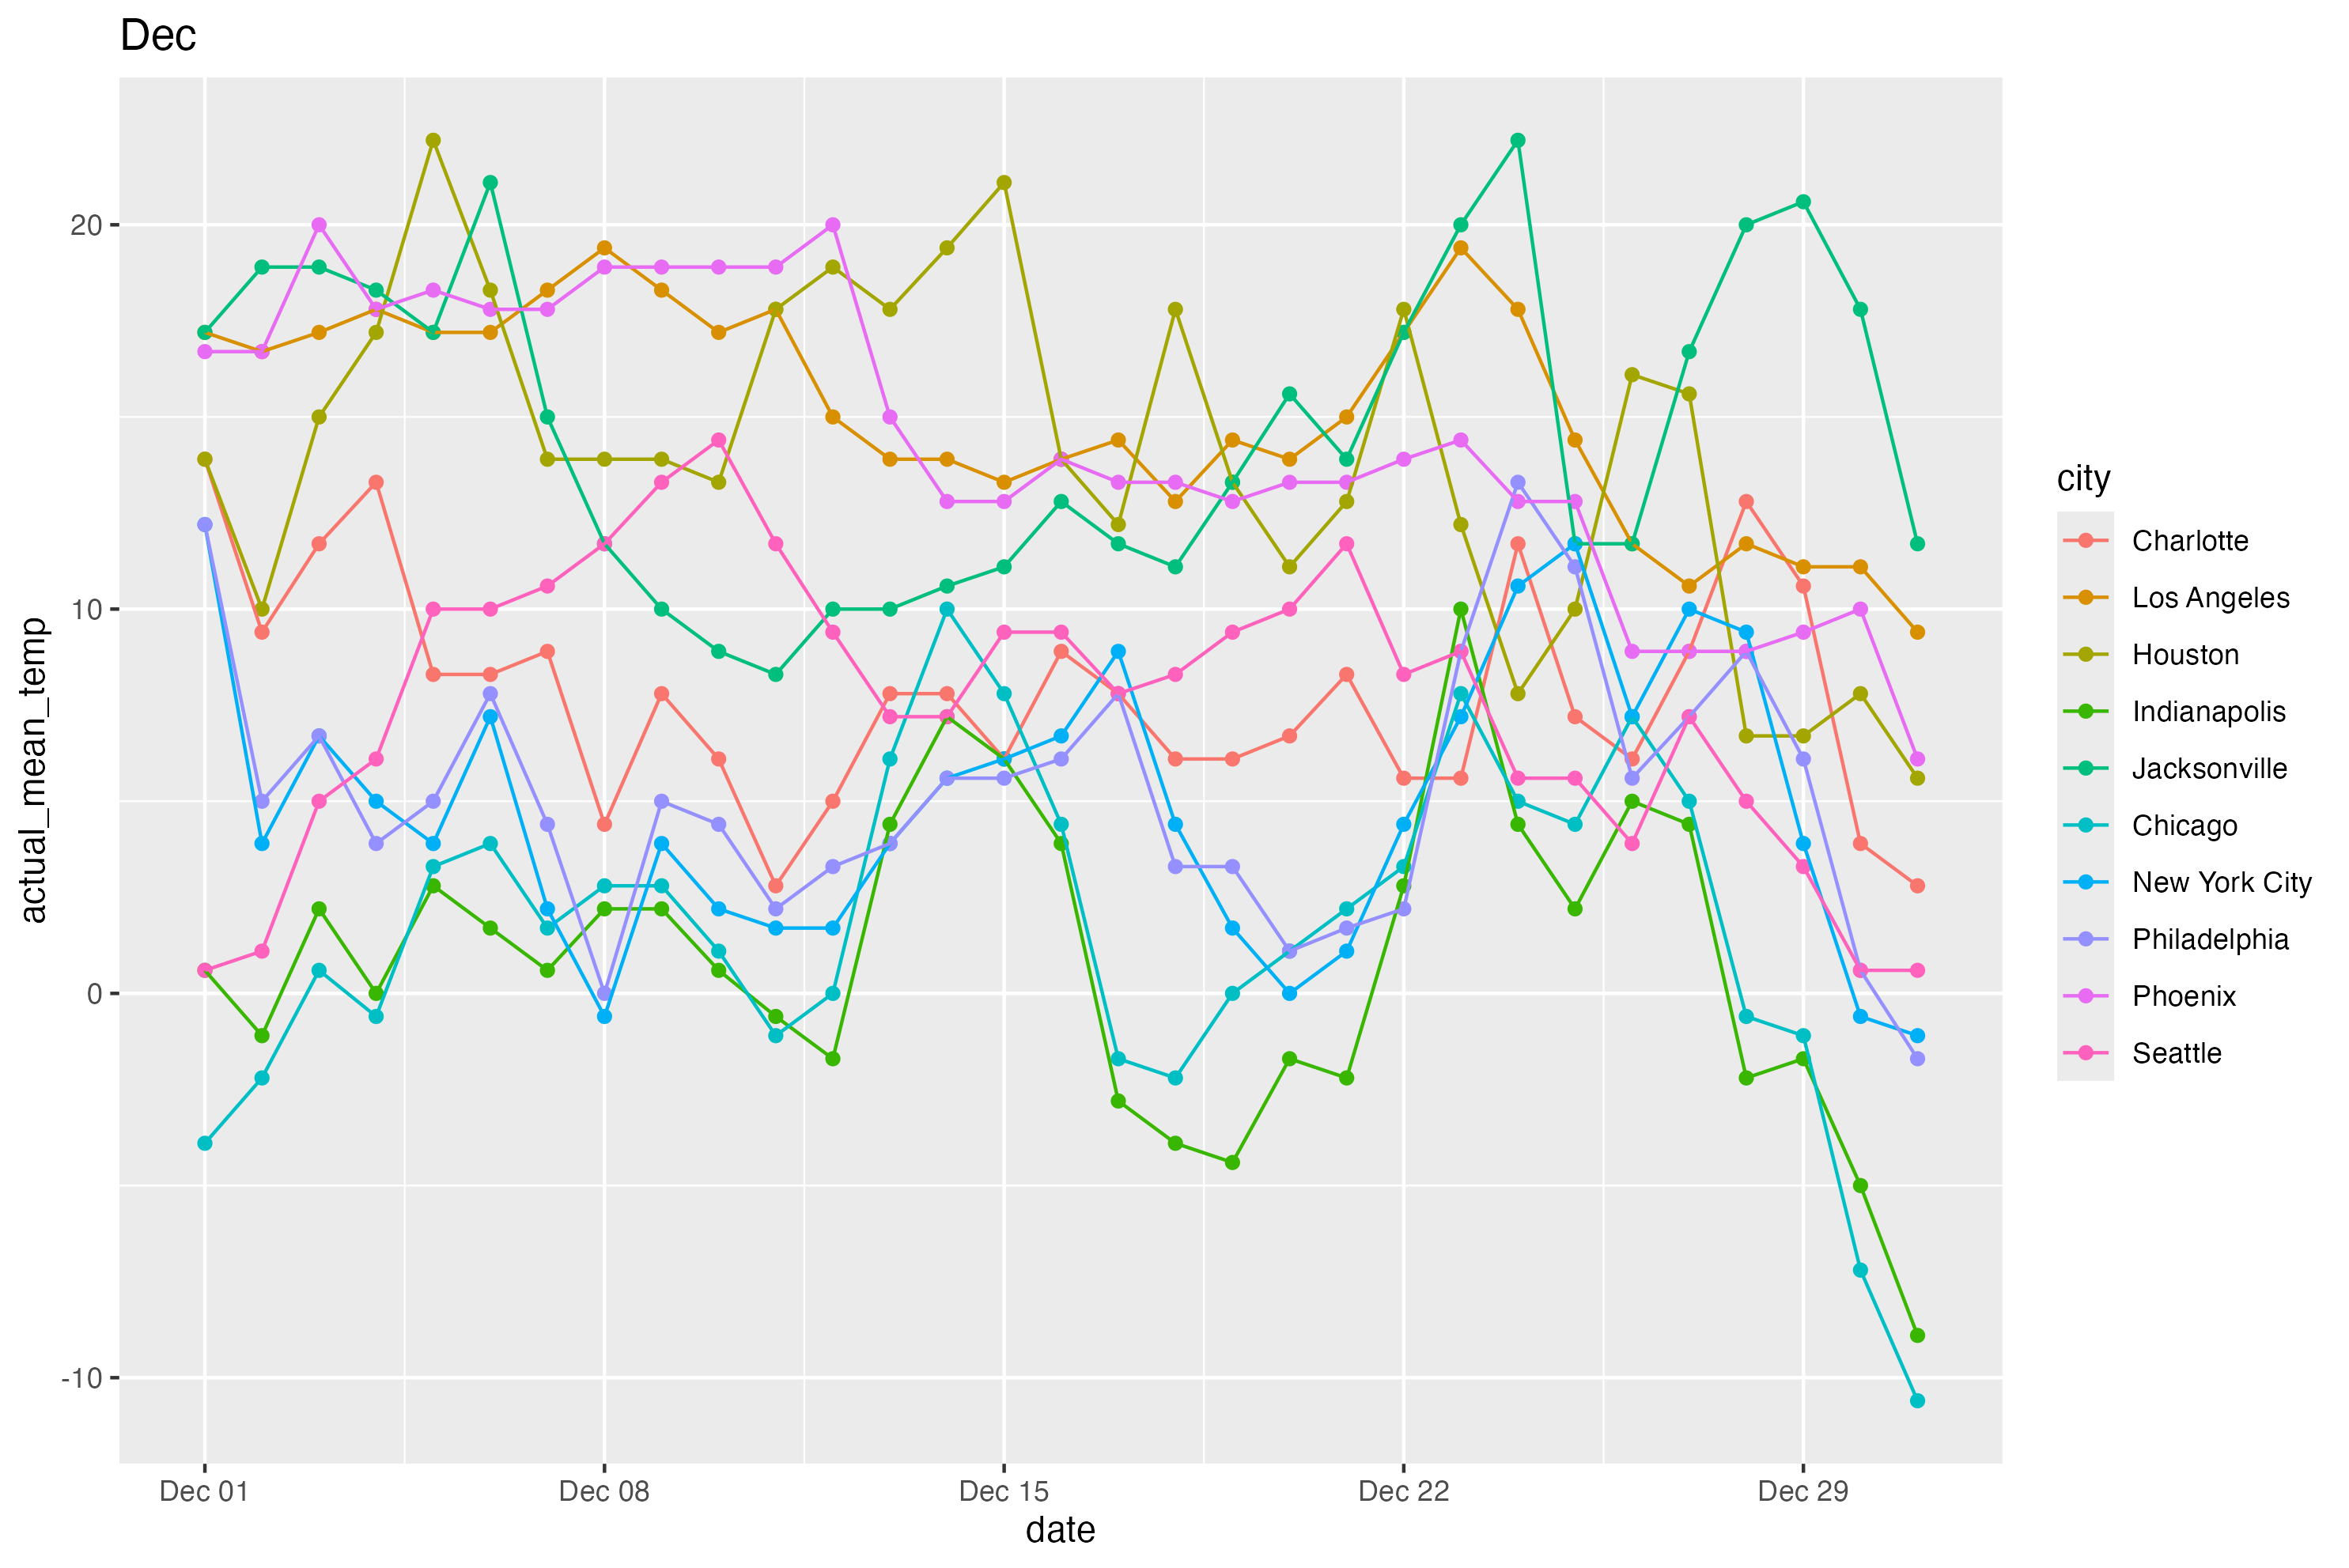 Dec
20
10
0
-10
actual_mean_temp
Dec 01
Dec 08
Dec 15
Dec 22
Dec 29
date
city
Charlotte
Los Angeles
Houston
Indianapolis
Jacksonville
Chicago
New York City
Philadelphia
Phoenix
Seattle